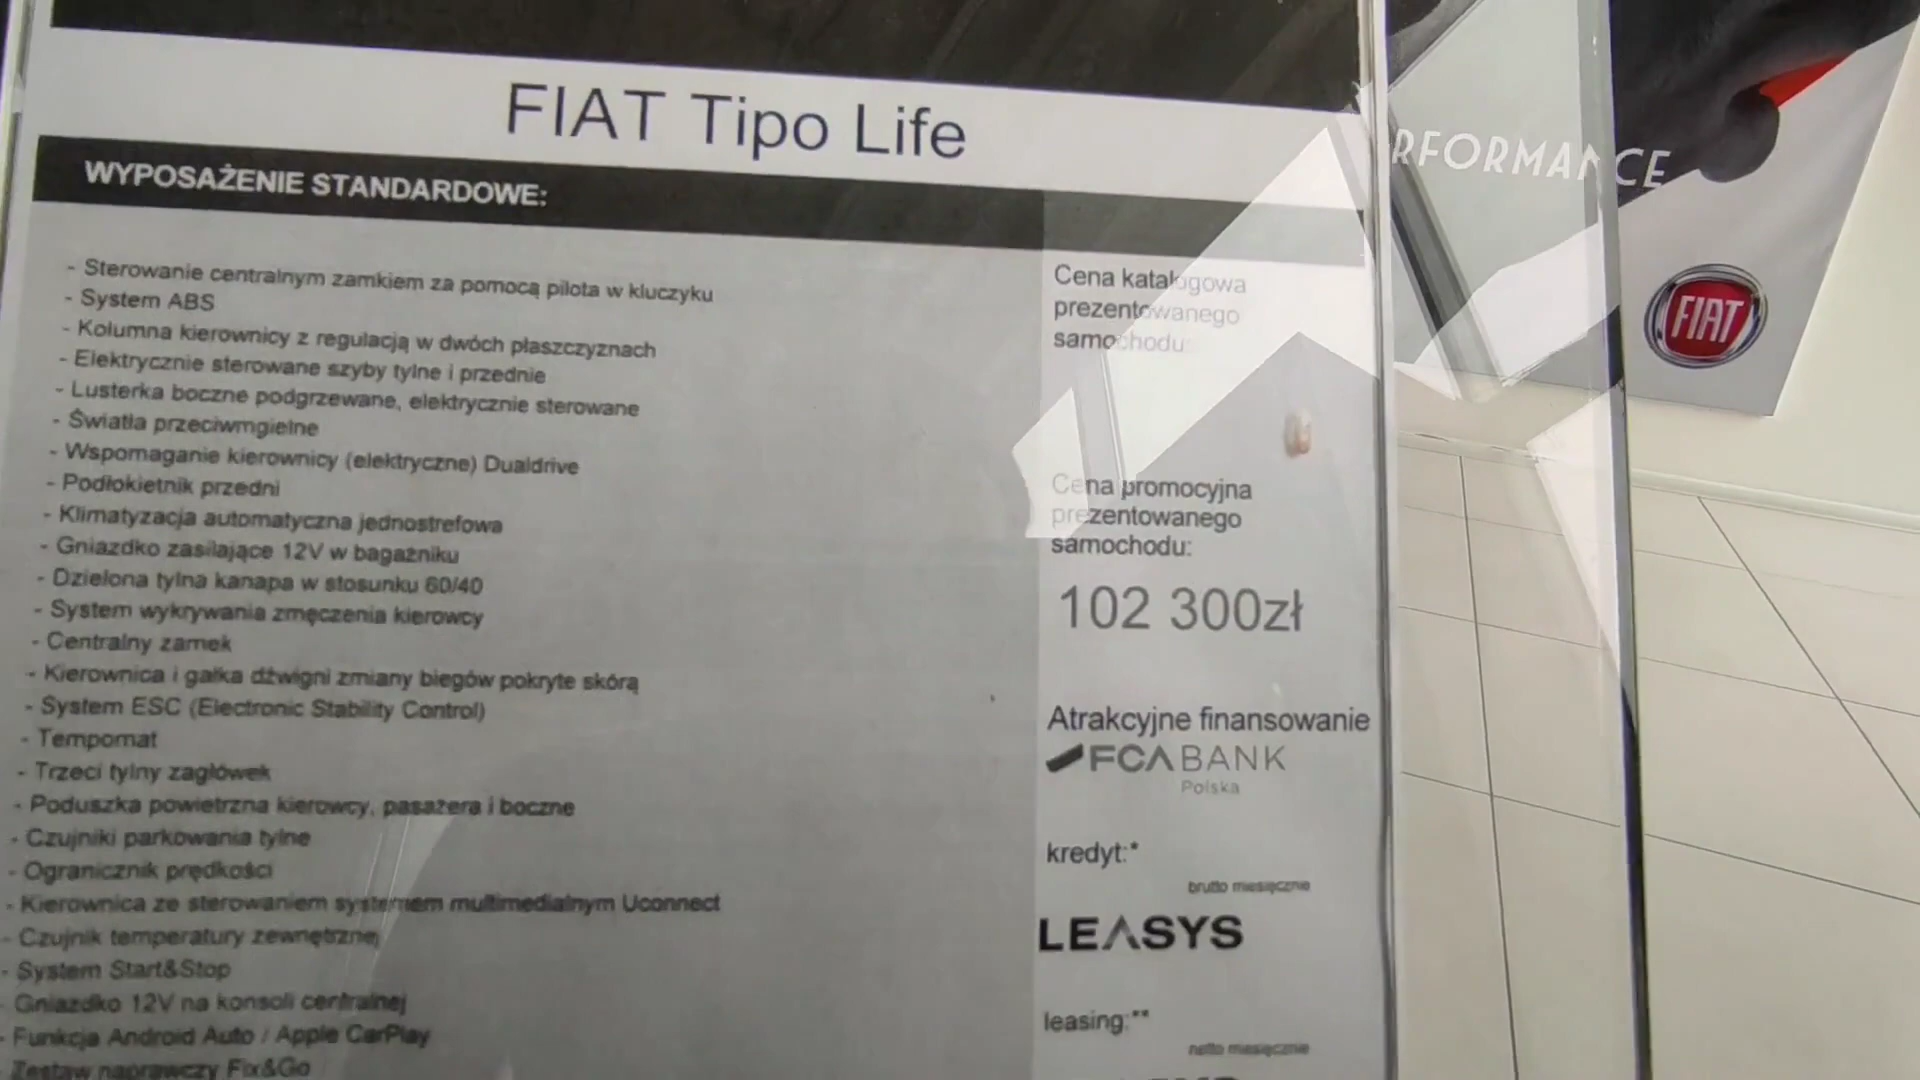 FIAT Tipo Life
WYPOSAŻENIE STANDARDOWE:
- Sterowanie centralnym zamkiem za pomocą pilota w kluczyku
- System ABS
- Kolumna kierownicy z regulacją w dwóch płaszczyznach
- Elektrycznie sterowane szyby tylne i przednie
- Lusterka boczne podgrzewane, elektrycznie sterowane
- Światła przeciwmgielne
- Wspomaganie kierownicy (elektryczne) Dualdrive
- Podłokietnik przedni
- Klimatyzacja automatyczna jednostrefowa
- Gniazdko zasilające 12V w bagażniku
- Dzielona tylna kanapa w stosunku 60/40
- System wykrywania zmęczenia kierowcy
- Centralny zamek
- Kierownica i gałka dźwigni zmiany biegów pokryte skórą
- System ESC (Electronic Stability Control)
- Tempomat
- Trzeci tylny zagłówek
- Poduszka powietrzna kierowcy, pasażera i boczne
- Czujniki parkowania tylne
- Ogranicznik prędkości
- Kierownica ze sterowaniem systemem multimedialnym Uconnect
- Czujnik temperatury zewnętrznej
- System Start&Stop
- Gniazdko 12V na konsoli centralnej
- Funkcja Android Auto / Apple CarPlay
- Zestaw naprawczy Fix&Go
Cena katalogowa
prezentowanego
samochodu:
Cena promocyjna
prezentowanego
samochodu:
102 300zł
Atrakcyjne finansowanie
FCA BANK
Polska
kredyt:*
brutto miesięcznie
LEASYS
leasing:**
netto miesięcznie
RFORMANCE
FIAT